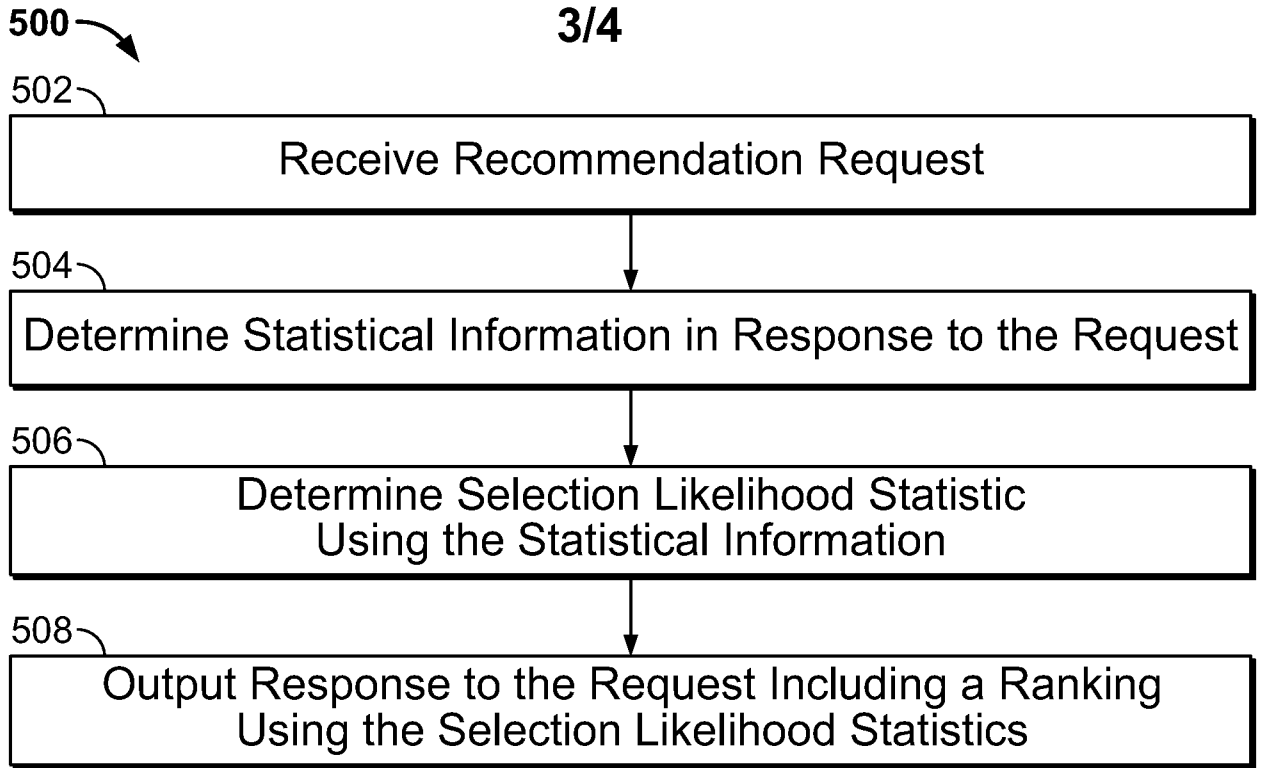 500
3/4
502
Receive Recommendation Request
504
Determine Statistical Information in Response to the Request
506
Determine Selection Likelihood Statistic
Using the Statistical Information
508
Output Response to the Request Including a Ranking
Using the Selection Likelihood Statistics